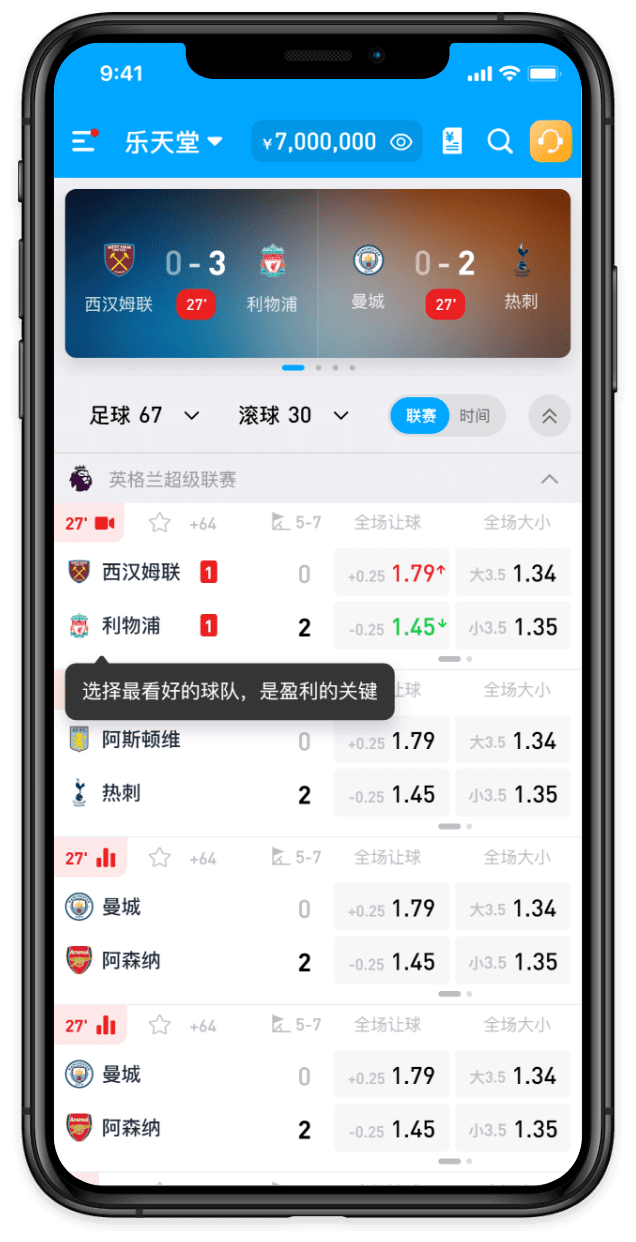 9:41
乐天堂 ¥7,000,000
0 - 3 0 - 2
西汉姆联 27' 利物浦 曼城 27' 热刺
足球 67 滚球 30 联赛 时间
英格兰超级联赛
27' +64 5-7 全场让球 全场大小
西汉姆联 1 0 +0.25 1.79↑ 大3.5 1.34
利物浦 1 2 -0.25 1.45↓ 小3.5 1.35
选择最看好的球队，是盈利的关键 让球 全场大小
阿斯顿维 0 +0.25 1.79 大3.5 1.34
热刺 2 -0.25 1.45 小3.5 1.35
27' +64 5-7 全场让球 全场大小
曼城 0 +0.25 1.79 大3.5 1.34
阿森纳 2 -0.25 1.45 小3.5 1.35
27' +64 5-7 全场让球 全场大小
曼城 0 +0.25 1.79 大3.5 1.34
阿森纳 2 -0.25 1.45 小3.5 1.35